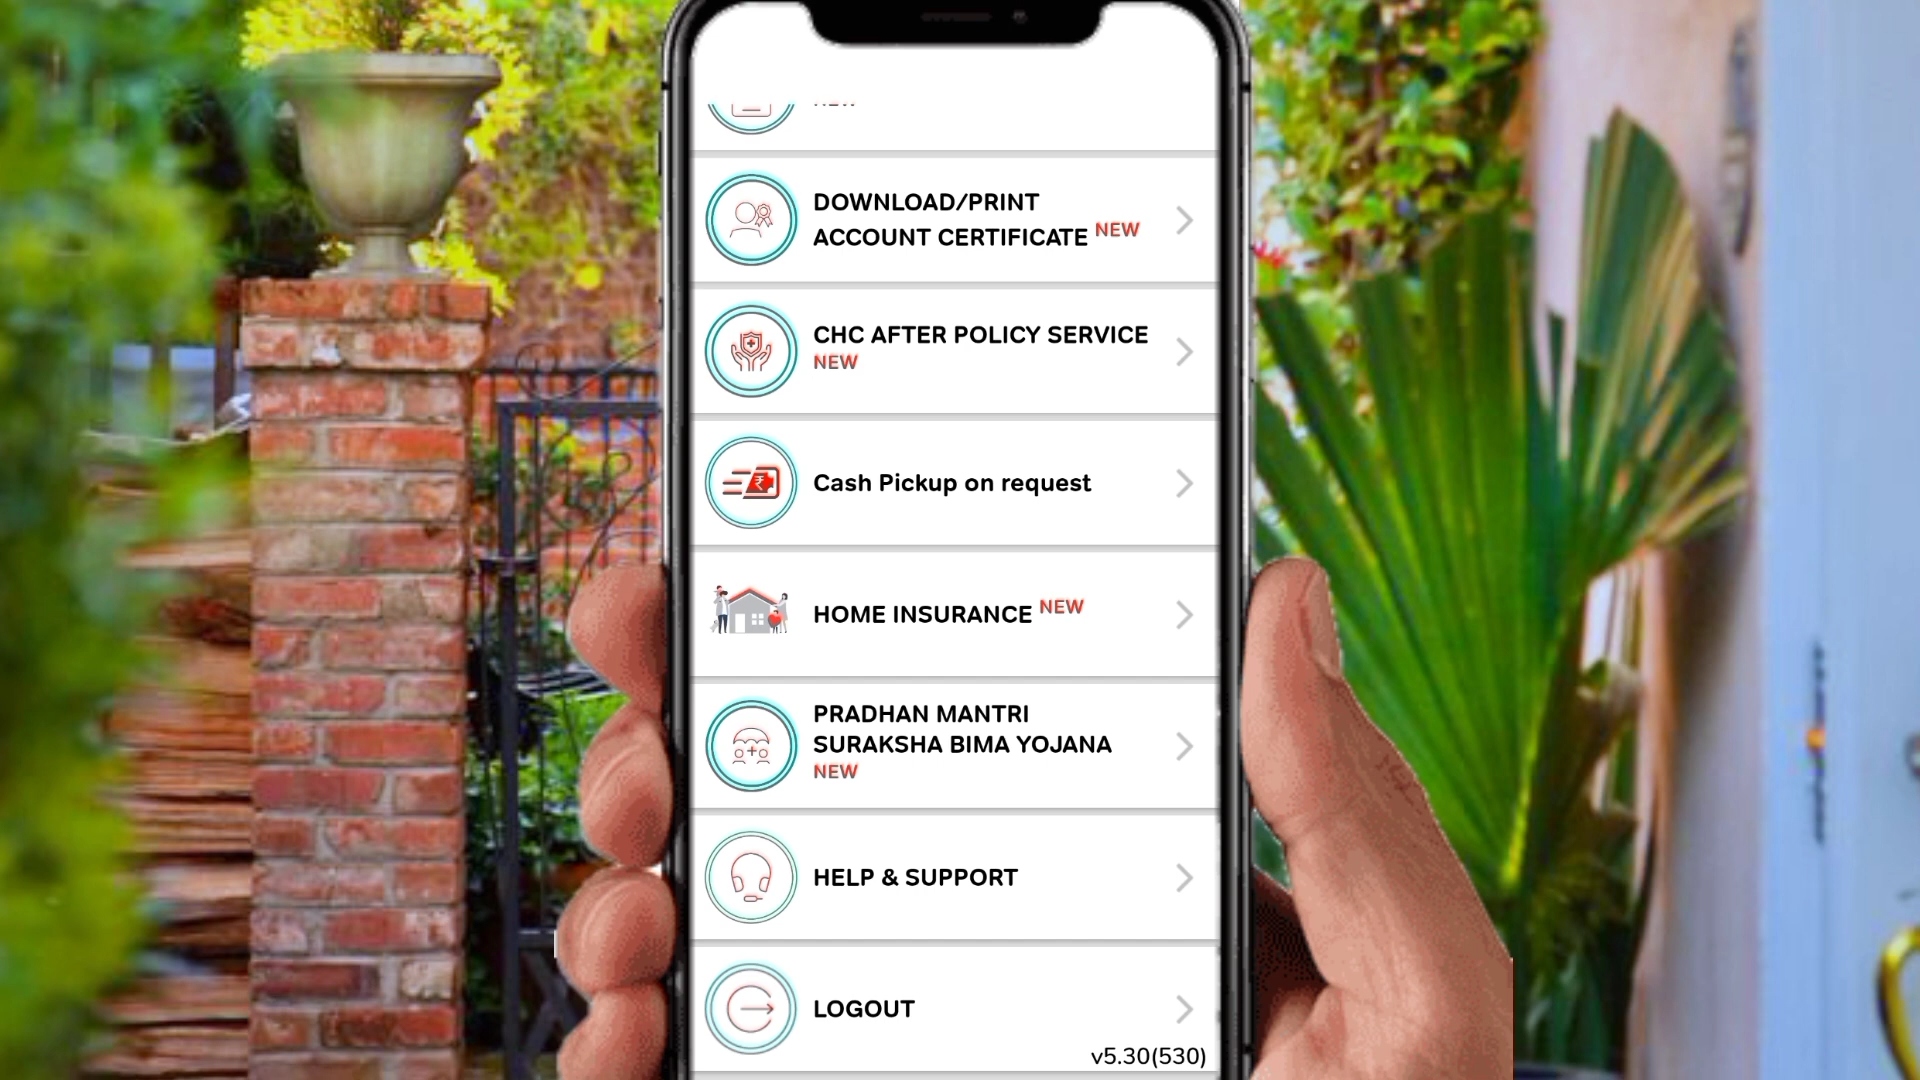 DOWNLOAD/PRINT
ACCOUNT CERTIFICATE NEW
CHC AFTER POLICY SERVICE
NEW
Cash Pickup on request
HOME INSURANCE NEW
PRADHAN MANTRI
SURAKSHA BIMA YOJANA
NEW
HELP & SUPPORT
LOGOUT
v5.30(530)